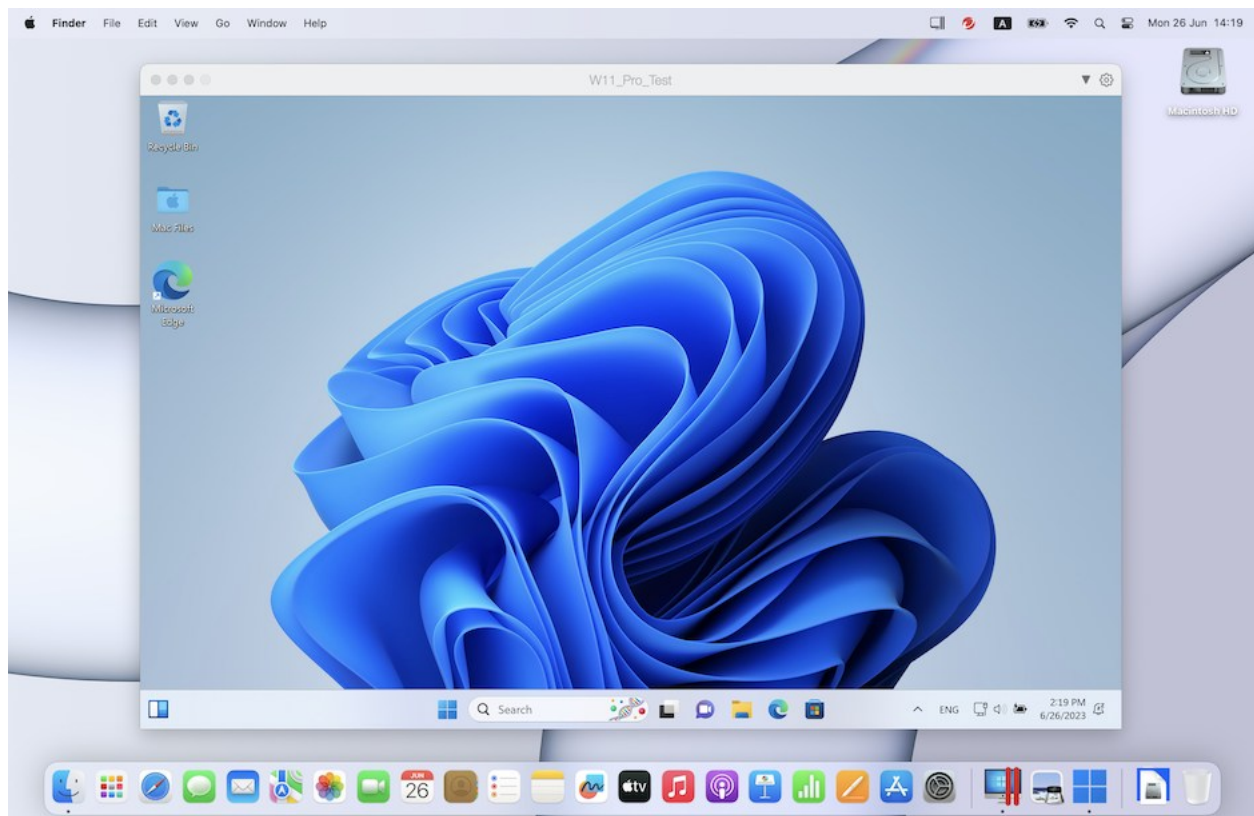 Finder File Edit View Go Window Help
A
Mon 26 Jun 14:19
W11_Pro_Test
Macintosh HD
Recycle Bin
Mac Files
Microsoft
Edge
Search
ENG
2:19 PM
6/26/2023
JUN
26
tv